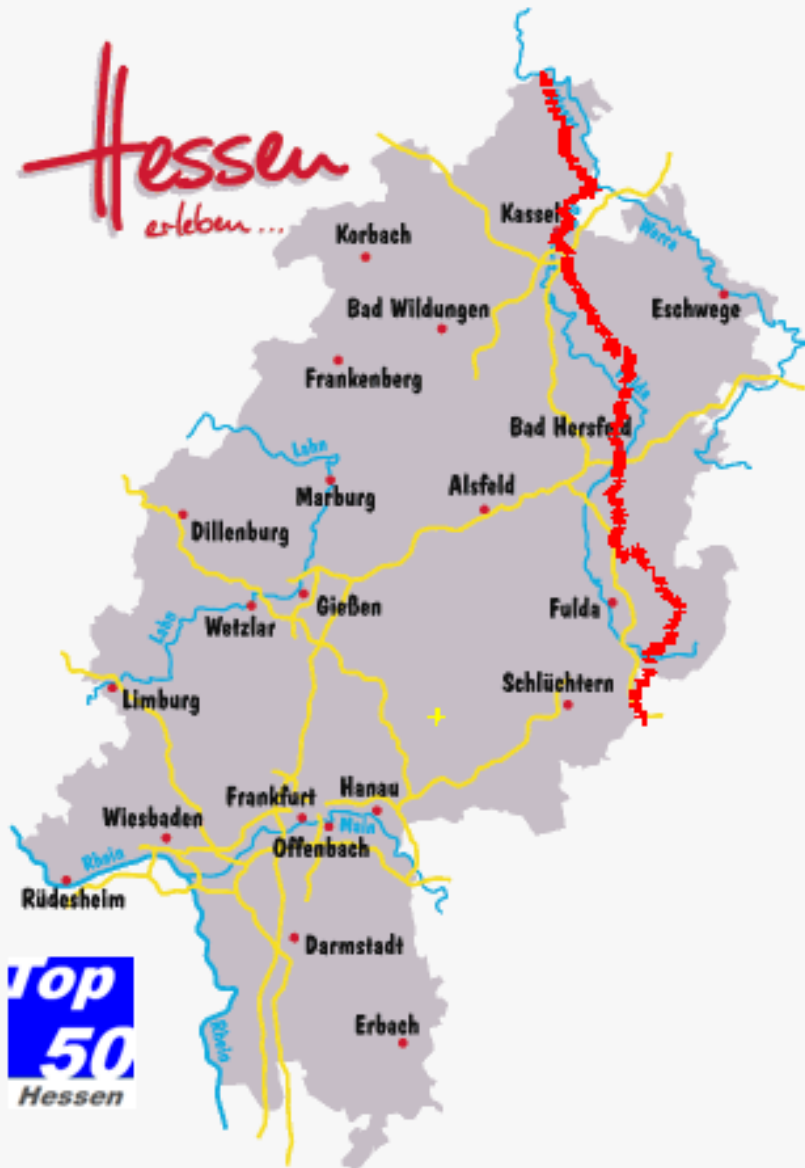 Hessen
erleben...
Kassel
Korbach
Werra
Bad Wildungen
Eschwege
Frankenberg
Bad Hersfeld
Lahn
Marburg
Alsfeld
Dillenburg
Gießen
Fulda
Wetzlar
Lahn
Schlüchtern
Limburg
Frankfurt
Hanau
Wiesbaden
Main
Offenbach
Rhein
Rüdesheim
Darmstadt
Top
50
Hessen
Rhein
Erbach